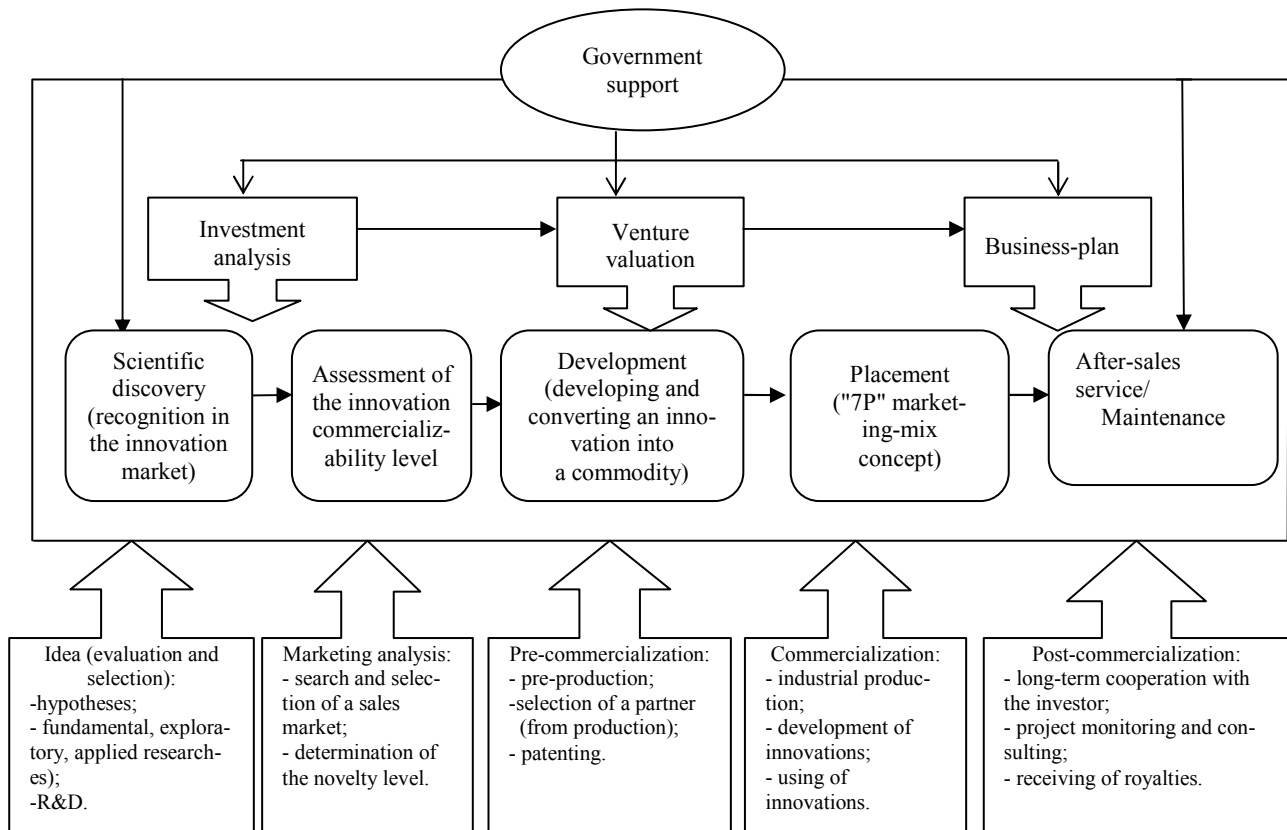 Government
support
Investment
analysis
Venture
valuation
Business-plan
Scientific
discovery
(recognition in
the innovation
market)
Assessment of
the innovation
commercializ-
ability level
Development
(developing and
converting an inno-
vation into
a commodity)
Placement
("7P" market-
ing-mix
concept)
After-sales
service/
Maintenance
Idea (evaluation and
selection):
-hypotheses;
- fundamental, explora-
tory, applied research-
es);
-R&D.
Marketing analysis:
- search and selec-
tion of a sales
market;
- determination of
the novelty level.
Pre-commercialization:
- pre-production;
-selection of a partner
(from production);
- patenting.
Commercialization:
- industrial produc-
tion;
- development of
innovations;
- using of
innovations.
Post-commercialization:
- long-term cooperation with
the investor;
- project monitoring and con-
sulting;
- receiving of royalties.